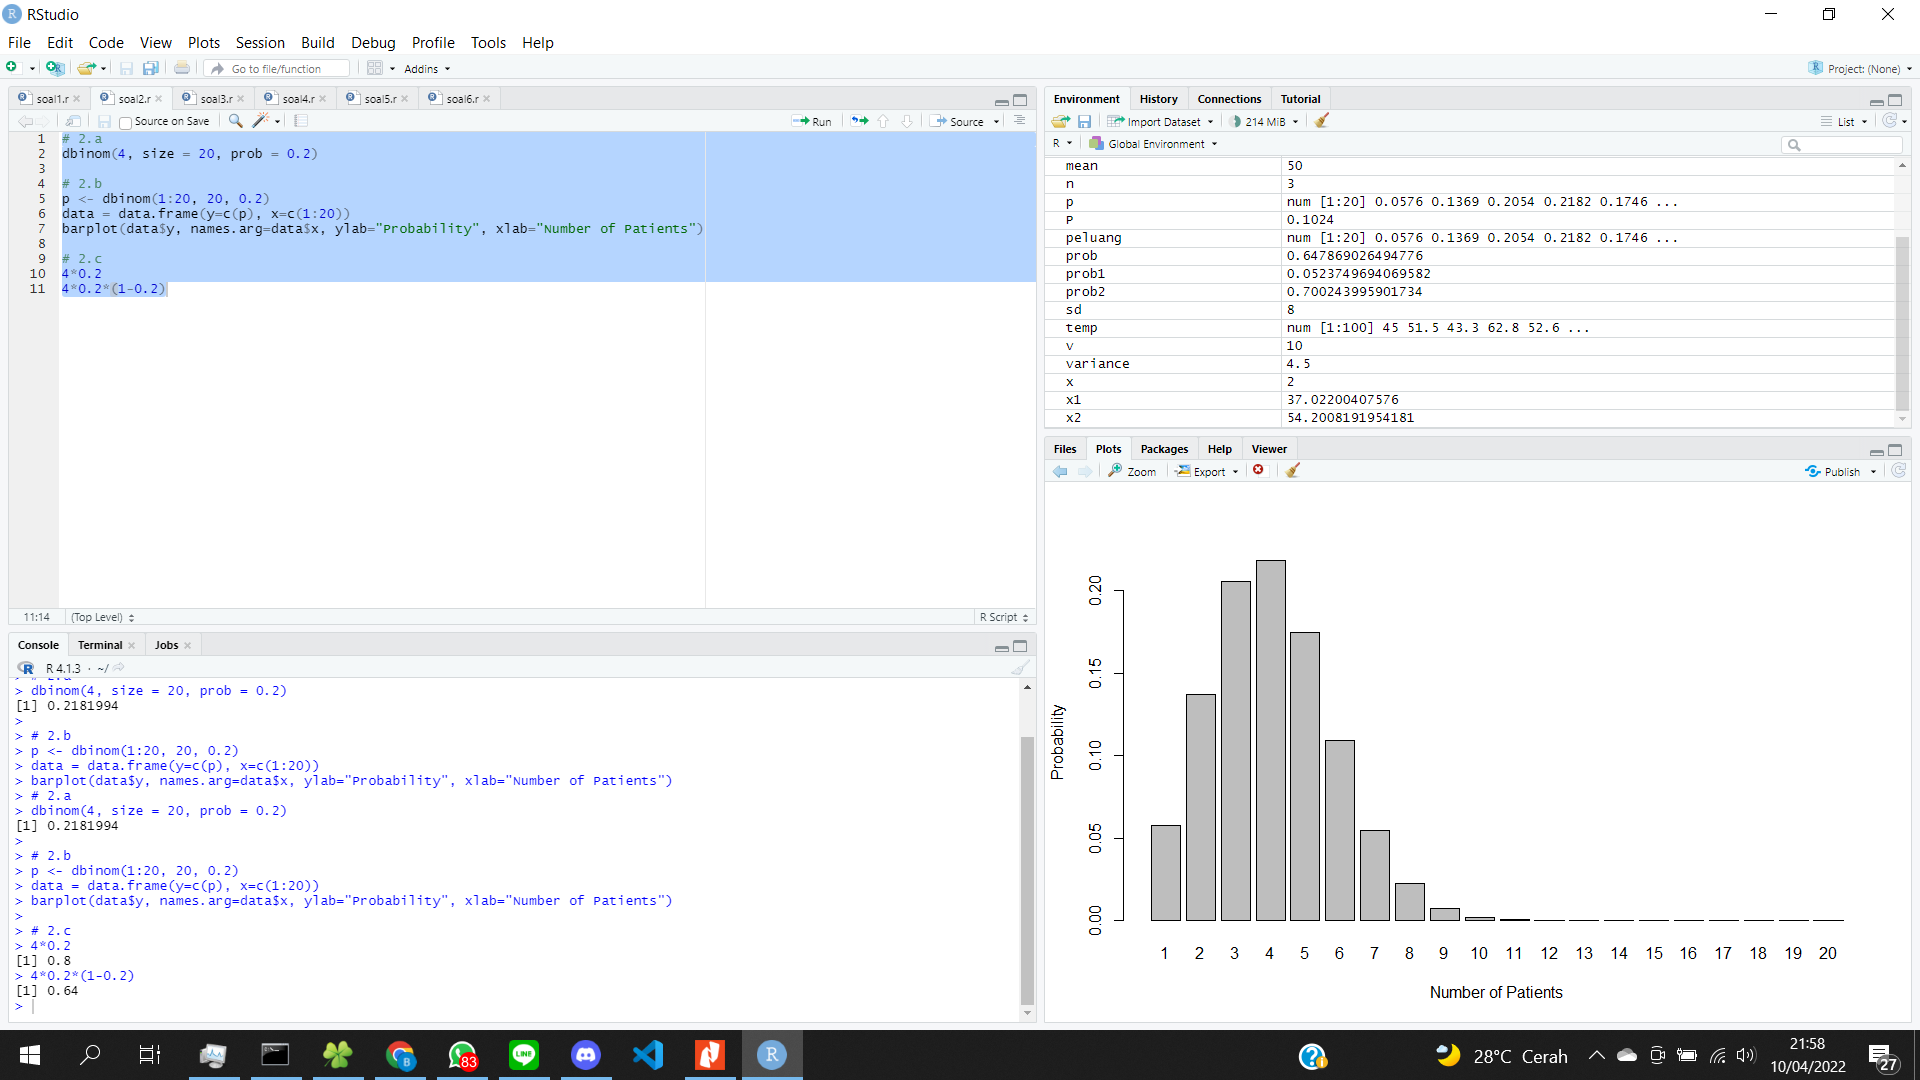 RStudio
File Edit Code View Plots Session Build Debug Profile Tools Help
Go to file/function Addins Project: (None)
soal1.r soal2.r soal3.r soal4.r soal5.r soal6.r
Source on Save Run Source
1 # 2.a
2 dbinom(4, size = 20, prob = 0.2)
3
4 # 2.b
5 p <- dbinom(1:20, 20, 0.2)
6 data = data.frame(y=c(p), x=c(1:20))
7 barplot(data$y, names.arg=data$x, ylab="Probability", xlab="Number of Patients")
8
9 # 2.c
10 4*0.2
11 4*0.2*(1-0.2)
11:14 (Top Level) R Script
Console Terminal Jobs
R 4.1.3 · ~/
> # 2.a
> dbinom(4, size = 20, prob = 0.2)
[1] 0.2181994
>
> # 2.b
> p <- dbinom(1:20, 20, 0.2)
> data = data.frame(y=c(p), x=c(1:20))
> barplot(data$y, names.arg=data$x, ylab="Probability", xlab="Number of Patients")
> # 2.a
> dbinom(4, size = 20, prob = 0.2)
[1] 0.2181994
>
> # 2.b
> p <- dbinom(1:20, 20, 0.2)
> data = data.frame(y=c(p), x=c(1:20))
> barplot(data$y, names.arg=data$x, ylab="Probability", xlab="Number of Patients")
>
> # 2.c
> 4*0.2
[1] 0.8
> 4*0.2*(1-0.2)
[1] 0.64
>
Environment History Connections Tutorial
Import Dataset 214 MiB List
R Global Environment
mean 50
n 3
p num [1:20] 0.0576 0.1369 0.2054 0.2182 0.1746 ...
P 0.1024
peluang num [1:20] 0.0576 0.1369 0.2054 0.2182 0.1746 ...
prob 0.647869026494776
prob1 0.0523749694069582
prob2 0.700243995901734
sd 8
temp num [1:100] 45 51.5 43.3 62.8 52.6 ...
v 10
variance 4.5
x 2
x1 37.02200407576
x2 54.2008191954181
Files Plots Packages Help Viewer
Zoom Export Publish
0.20
0.15
0.10
0.05
0.00
Probability
1 2 3 4 5 6 7 8 9 10 11 12 13 14 15 16 17 18 19 20
Number of Patients
83
28°C Cerah
21:58
10/04/2022
27